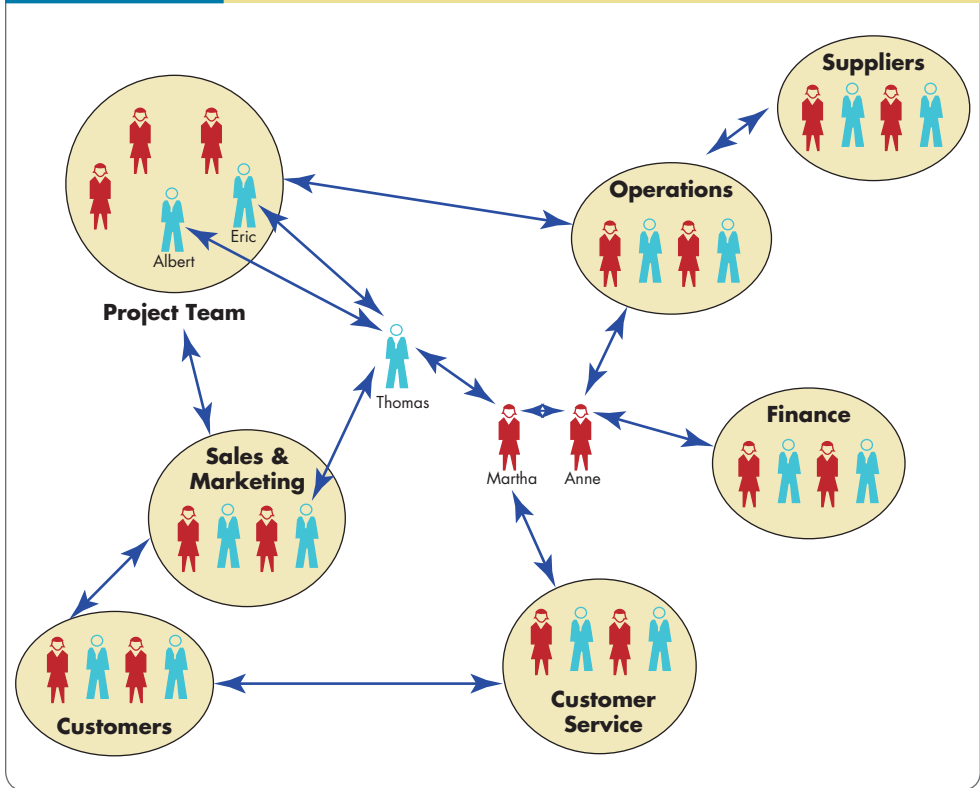 Suppliers
Operations
Eric
Albert
Project Team
Thomas
Finance
Sales &
Marketing
Martha
Anne
Customer
Service
Customers